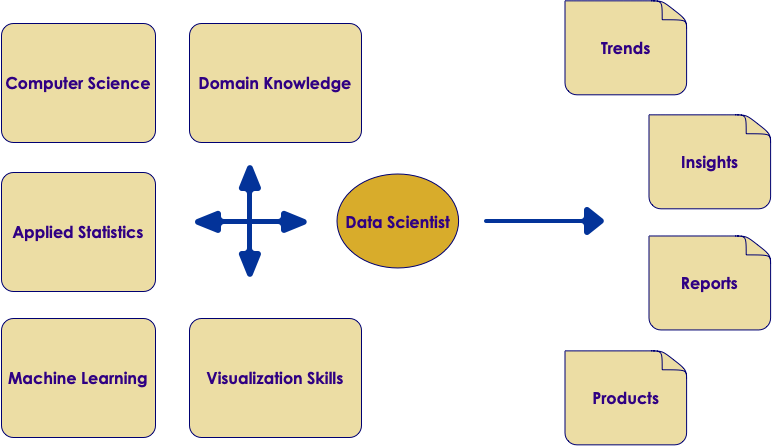 Computer Science
Domain Knowledge
Trends
Insights
Applied Statistics
Data Scientist
Reports
Machine Learning
Visualization Skills
Products